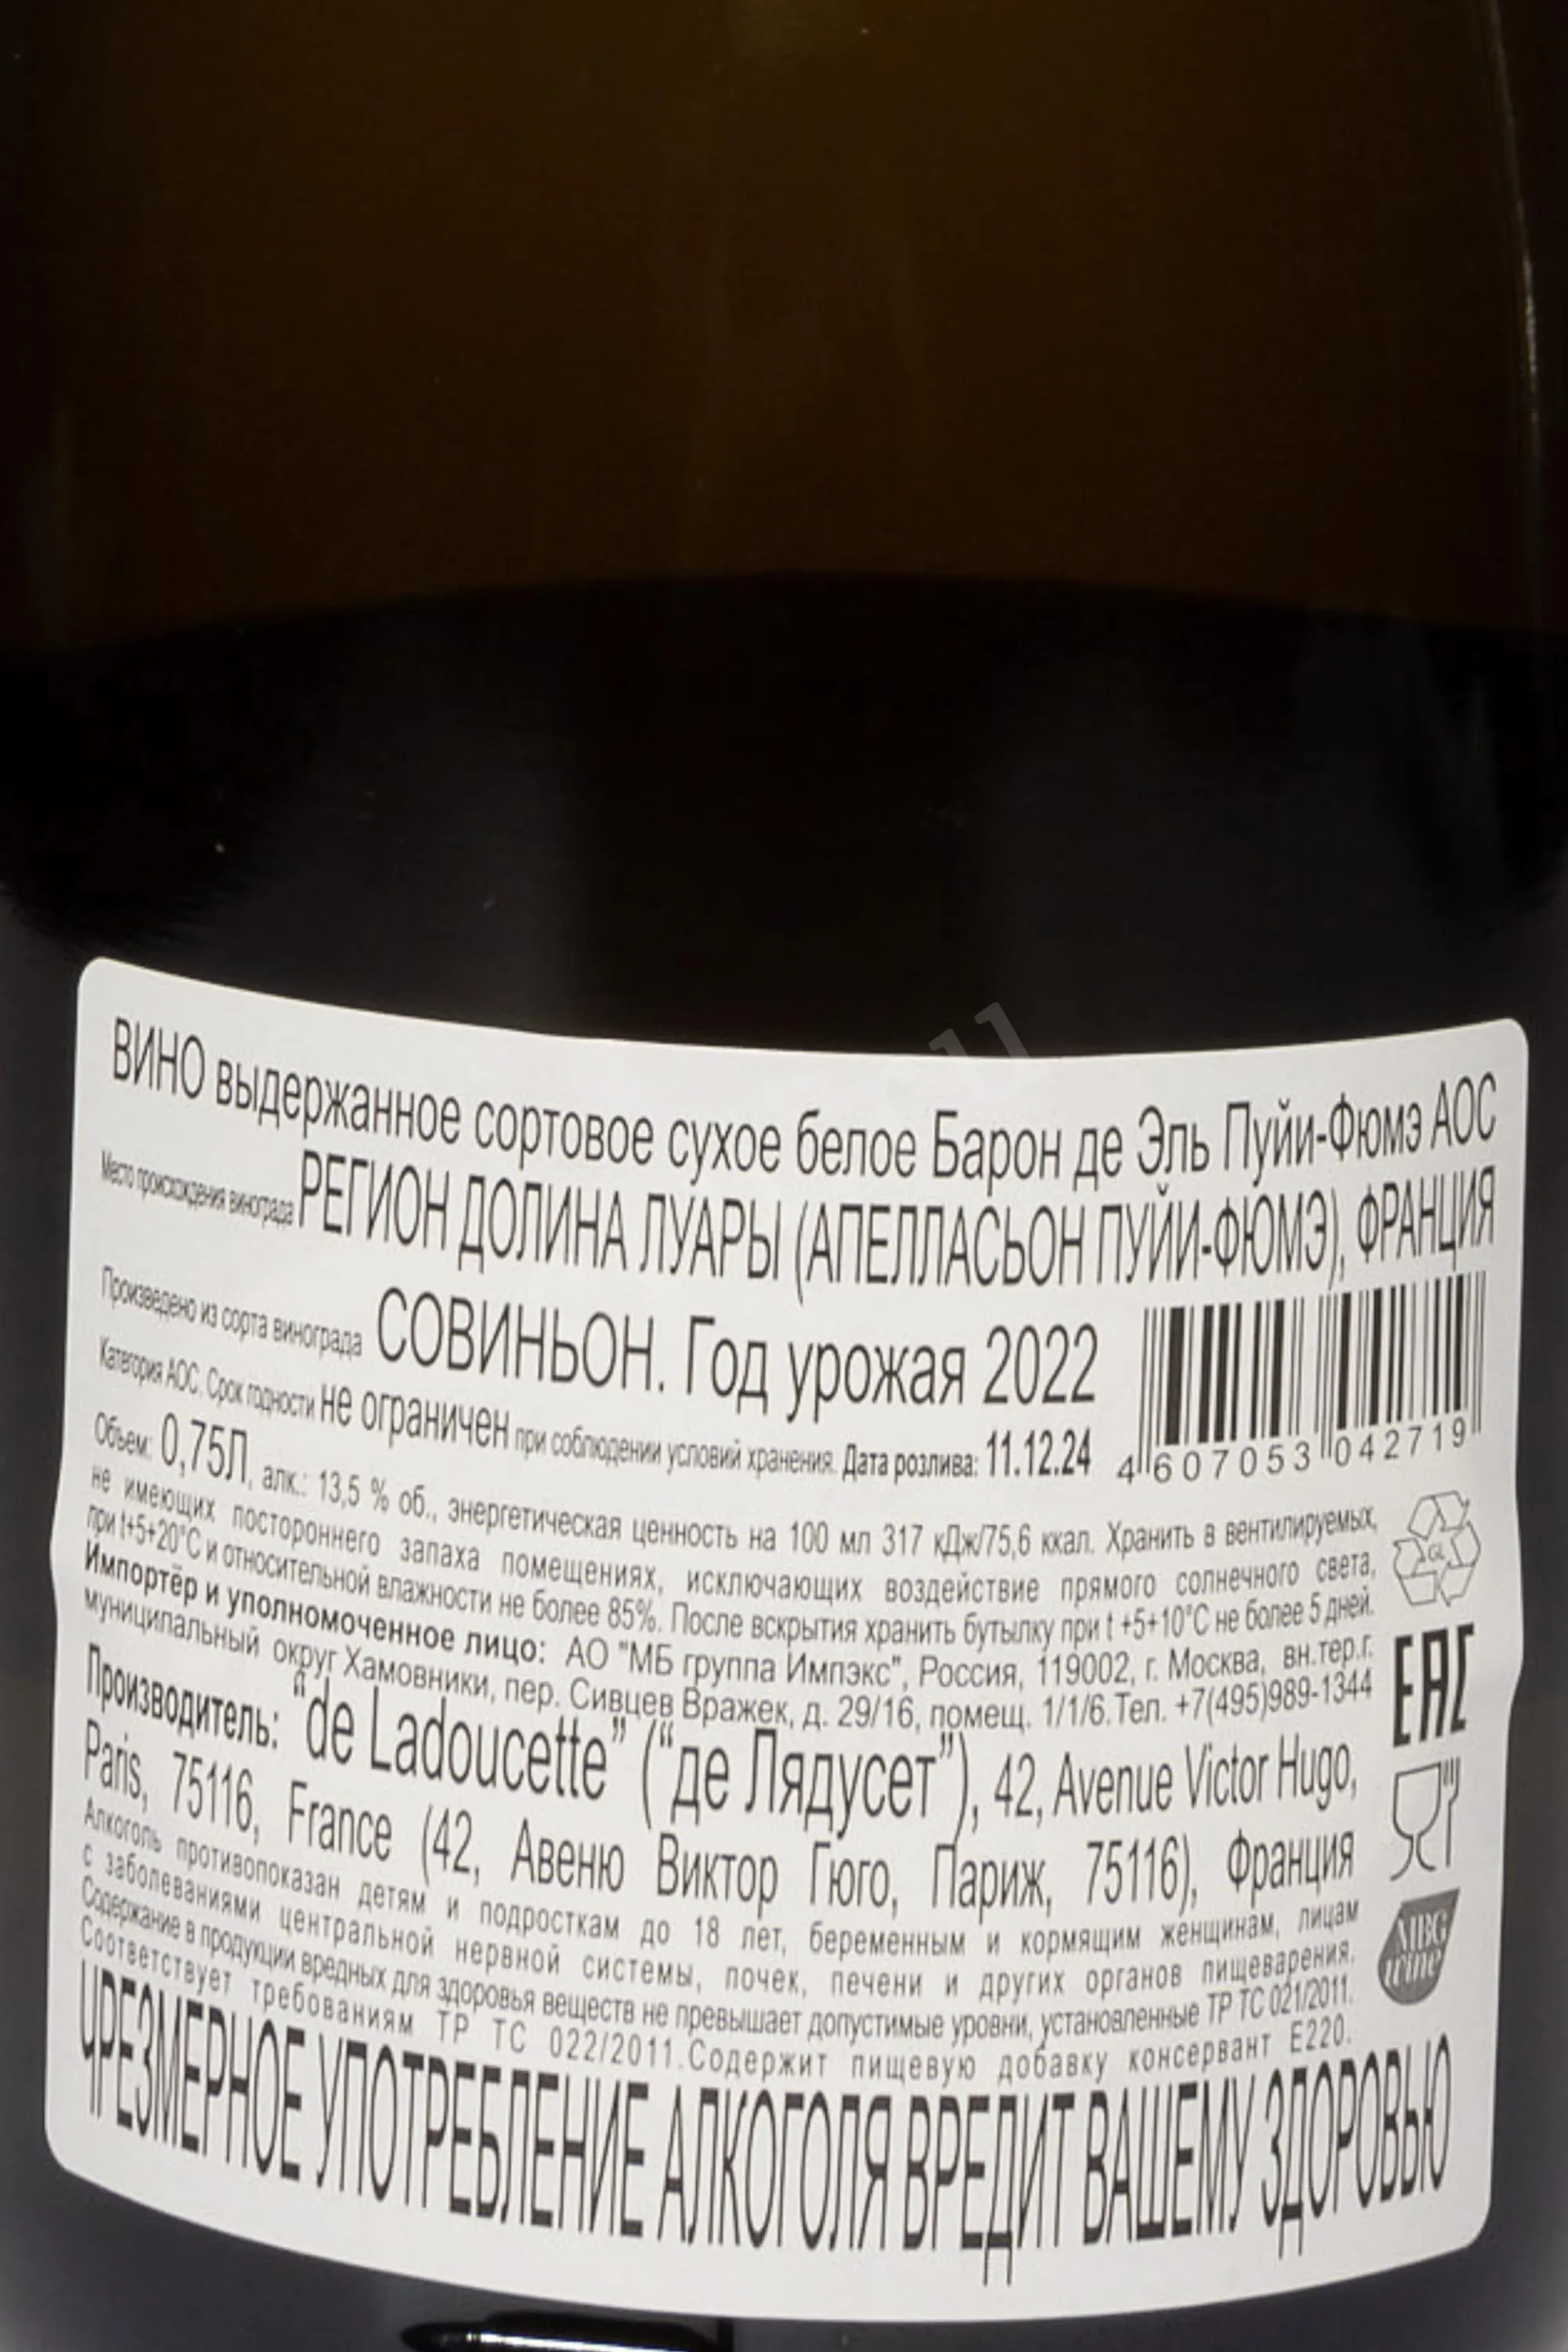 ВИНО выдержанное сортовое сухое белое Барон де Эль Пуйи-Фюмэ АОС
Место происхождения винограда РЕГИОН ДОЛИНА ЛУАРЫ (АПЕЛЛАСЬОН ПУЙИ-ФЮМЭ), ФРАНЦИЯ
Произведено из сорта винограда СОВИНЬОН. Год урожая 2022
Категория АОС. Срок годности не ограничен при соблюдении условий хранения. Дата розлива: 11.12.24
4 607053 042719
Объем: 0,75Л, алк.: 13,5 % об., энергетическая ценность на 100 мл 317 кДж/75,6 ккал. Хранить в вентилируемых,
не имеющих постороннего запаха помещениях, исключающих воздействие прямого солнечного света,
при t+5+20°С и относительной влажности не более 85%. После вскрытия хранить бутылку при t +5+10°С не более 5 дней.
Импортёр и уполномоченное лицо: АО "МБ группа Импэкс", Россия, 119002, г. Москва, вн.тер.г.
муниципальный округ Хамовники, пер. Сивцев Вражек, д. 29/16, помещ. 1/1/6.Тел. +7(495)989-1344
Производитель: “de Ladoucette” (“де Лядусет”), 42, Avenue Victor Hugo,
Paris, 75116, France (42, Авеню Виктор Гюго, Париж, 75116), Франция
Алкоголь противопоказан детям и подросткам до 18 лет, беременным и кормящим женщинам, лицам
с заболеваниями центральной нервной системы, почек, печени и других органов пищеварения.
Содержание в продукции вредных для здоровья веществ не превышает допустимые уровни, установленные ТР ТС 021/2011.
Соответствует требованиям ТР ТС 022/2011.Содержит пищевую добавку консервант Е220.
ЧРЕЗМЕРНОЕ УПОТРЕБЛЕНИЕ АЛКОГОЛЯ ВРЕДИТ ВАШЕМУ ЗДОРОВЬЮ
GL
EAC
MBG
wine